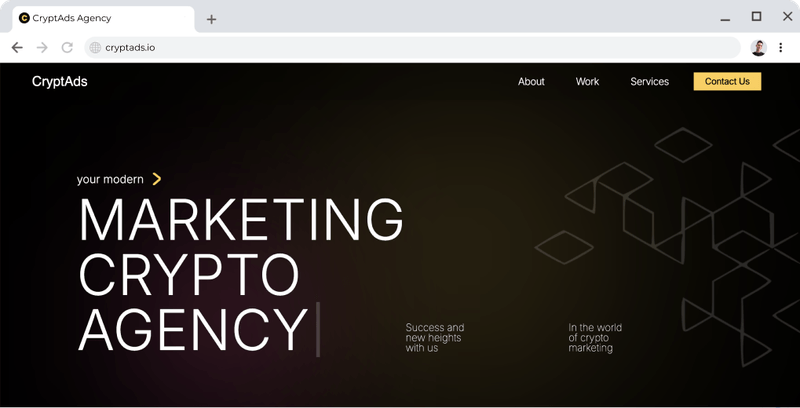 C CryptAds Agency
cryptads.io
CryptAds
About Work Services Contact Us
your modern
MARKETING
CRYPTO
AGENCY
Success and
new heights
with us
In the world
of crypto
marketing